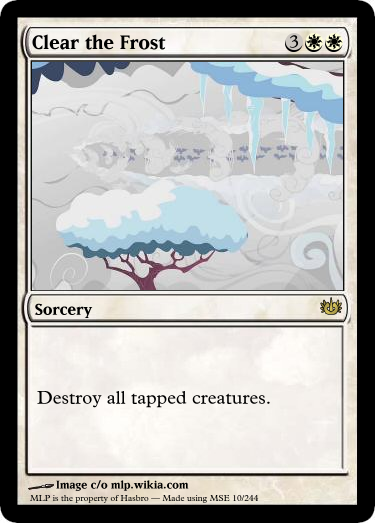 Clear the Frost 3
Sorcery
Destroy all tapped creatures.
Image c/o mlp.wikia.com
MLP is the property of Hasbro — Made using MSE 10/244